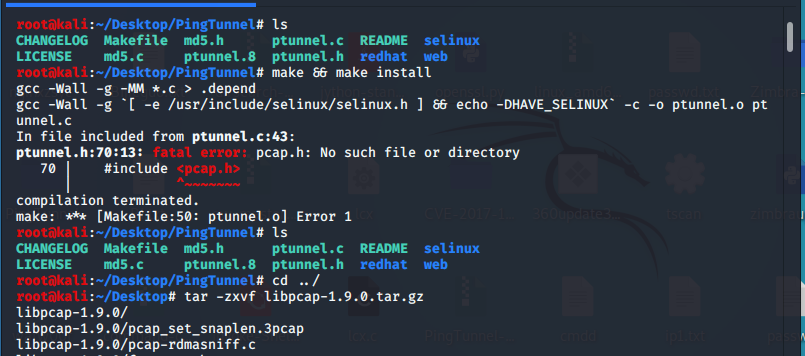 root@kali:~/Desktop/PingTunnel# ls
CHANGELOG Makefile md5.h ptunnel.c README selinux
LICENSE md5.c ptunnel.8 ptunnel.h redhat web
root@kali:~/Desktop/PingTunnel# make && make install
gcc -Wall -g -MM *.c > .depend
gcc -Wall -g `[ -e /usr/include/selinux/selinux.h ] && echo -DHAVE_SELINUX` -c -o ptunnel.o pt
unnel.c
In file included from ptunnel.c:43:
ptunnel.h:70:13: fatal error: pcap.h: No such file or directory
70 | #include <pcap.h>
| ^~~~~~~~
compilation terminated.
make: *** [Makefile:50: ptunnel.o] Error 1
root@kali:~/Desktop/PingTunnel# ls
CHANGELOG Makefile md5.h ptunnel.c README selinux
LICENSE md5.c ptunnel.8 ptunnel.h redhat web
root@kali:~/Desktop/PingTunnel# cd ../
root@kali:~/Desktop# tar -zxvf libpcap-1.9.0.tar.gz
libpcap-1.9.0/
libpcap-1.9.0/pcap_set_snaplen.3pcap
libpcap-1.9.0/pcap-rdmasniff.c